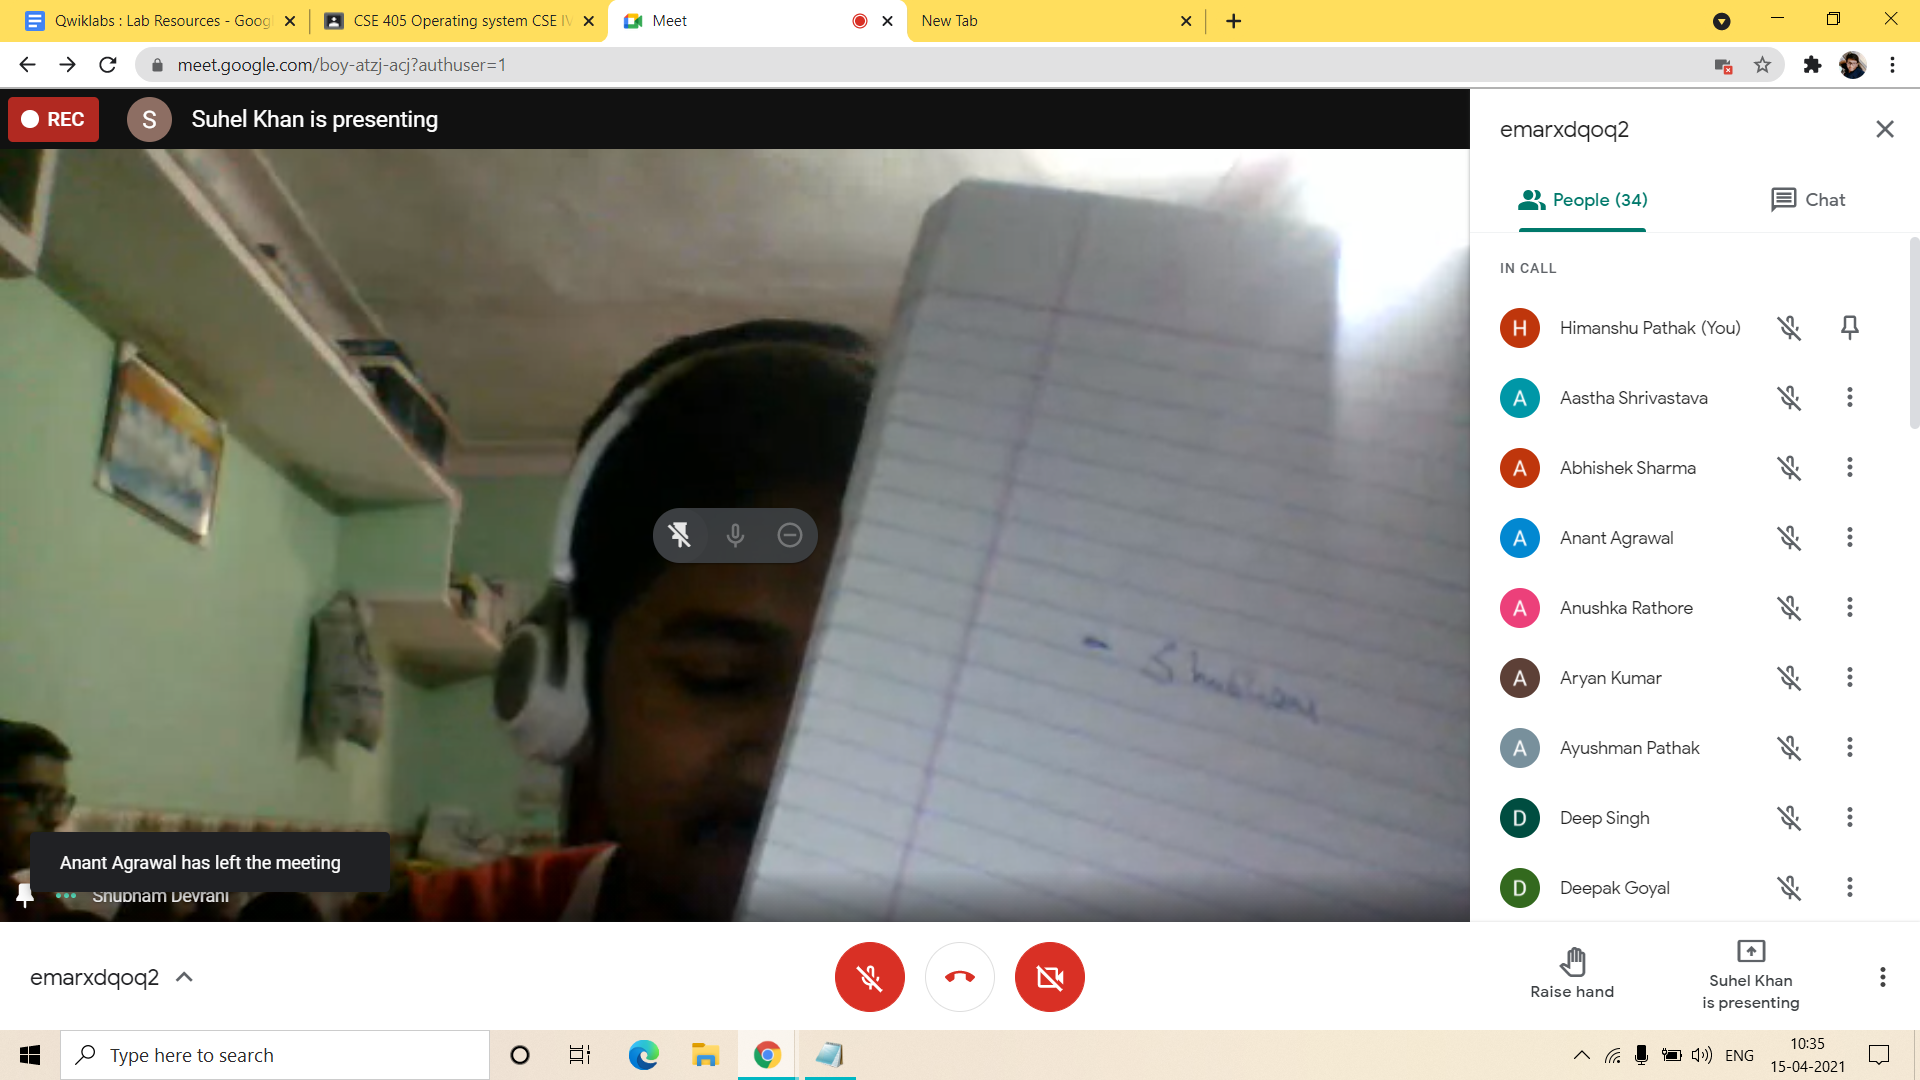 Qwiklabs : Lab Resources - Goog
CSE 405 Operating system CSE IV
Meet
New Tab
meet.google.com/boy-atzj-acj?authuser=1
REC
S
Suhel Khan is presenting
emarxdqoq2
People (34)
Chat
IN CALL
H Himanshu Pathak (You)
A Aastha Shrivastava
A Abhishek Sharma
A Anant Agrawal
A Anushka Rathore
A Aryan Kumar
A Ayushman Pathak
D Deep Singh
D Deepak Goyal
- Shubham
Anant Agrawal has left the meeting
Shubham Devrani
emarxdqoq2
Raise hand
Suhel Khan
is presenting
Type here to search
ENG
10:35
15-04-2021